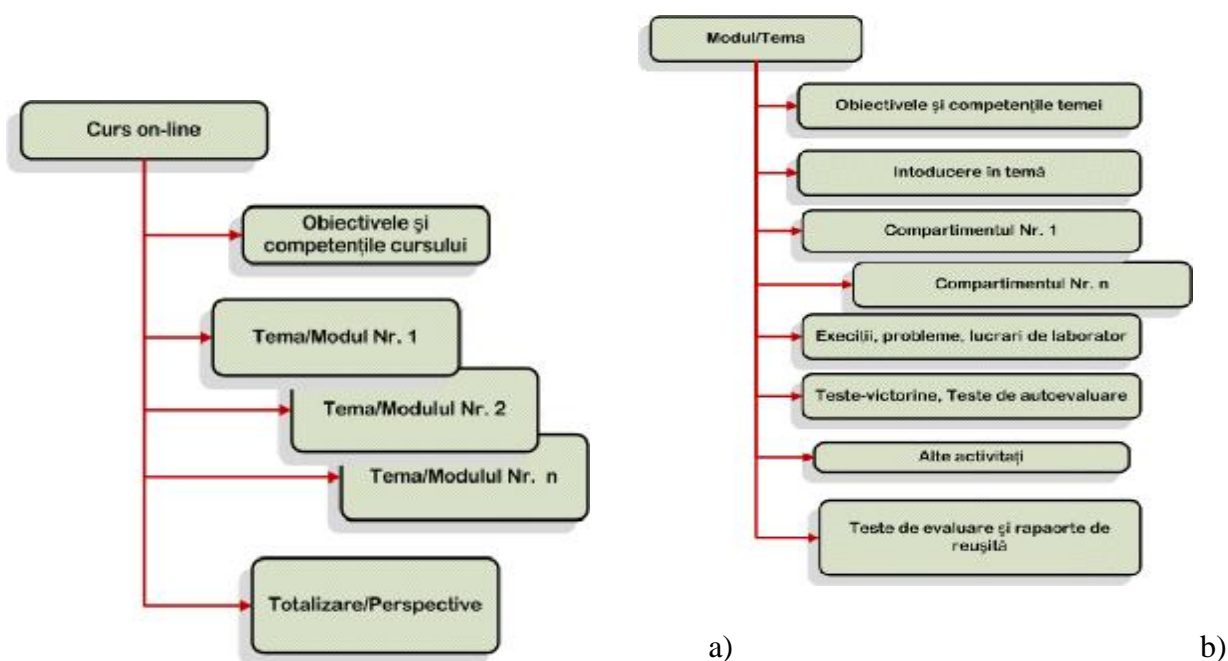 Curs on-line
Obiectivele şi
competenţile cursului
Tema/Modul Nr. 1
Tema/Modulul Nr. 2
Tema/Modulul Nr. n
Totalizare/Perspective
a)
Modul/Tema
Obiectivele şi competenţile temei
Intoducere în temă
Compartimentul Nr. 1
Compartimentul Nr. n
Execiţii, probleme, lucrari de laborator
Teste-victorine, Teste de autoevaluare
Alte activitaţi
Teste de evaluare şi rapaorte de
reuşită
b)